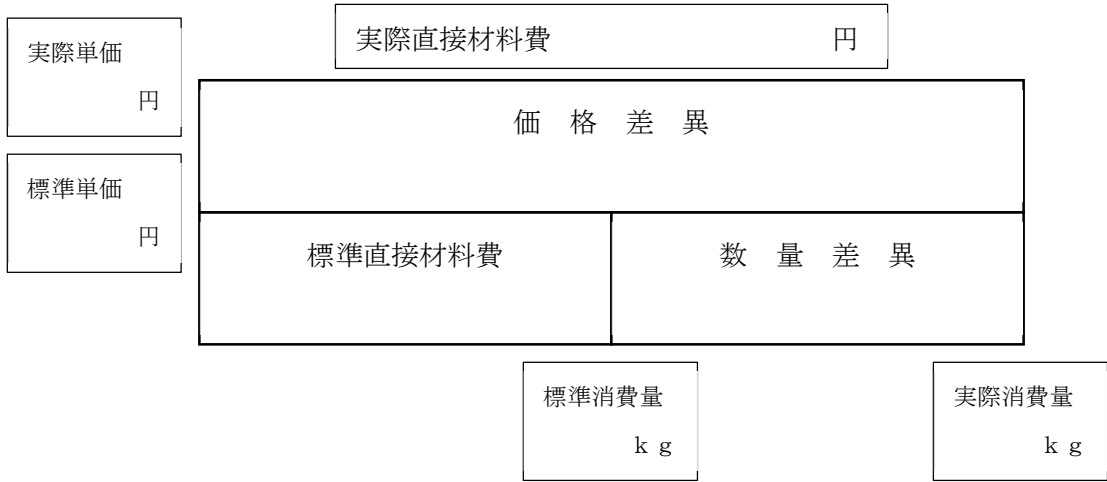 実際単価
円
実際直接材料費 円
価 格 差 異
標準単価
円
標準直接材料費
数 量 差 異
標準消費量
ｋｇ
実際消費量
ｋｇ